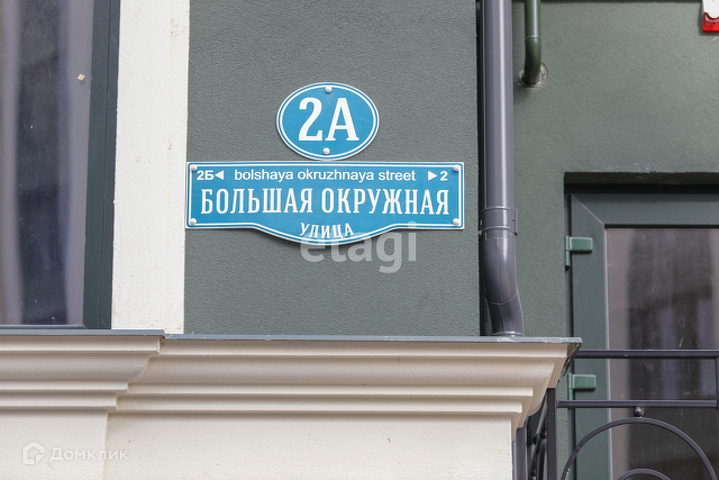 2А
2Б◄ bolshaya okruzhnaya street ►2
БОЛЬШАЯ ОКРУЖНАЯ
УЛИЦА
etagi
Домклик